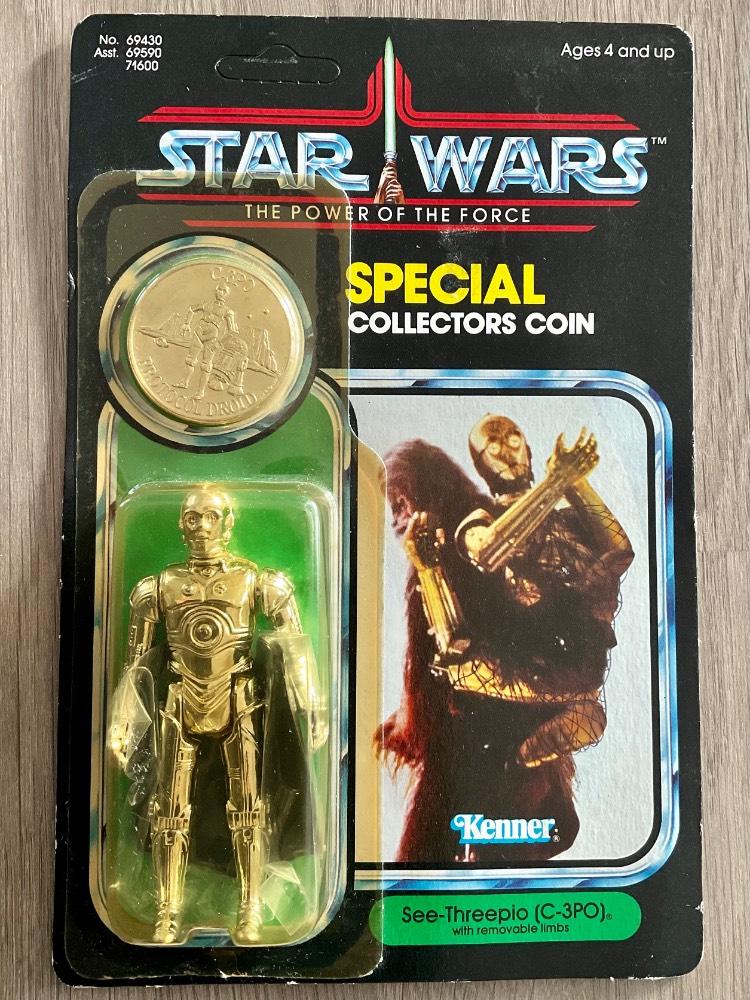 No. 69430
Asst. 69590
71600
Ages 4 and up
STAR WARS™
THE POWER OF THE FORCE
SPECIAL
COLLECTORS COIN
C-3PO
PROTOCOL DROID
Kenner®
See-Threepio (C-3PO)®
with removable limbs